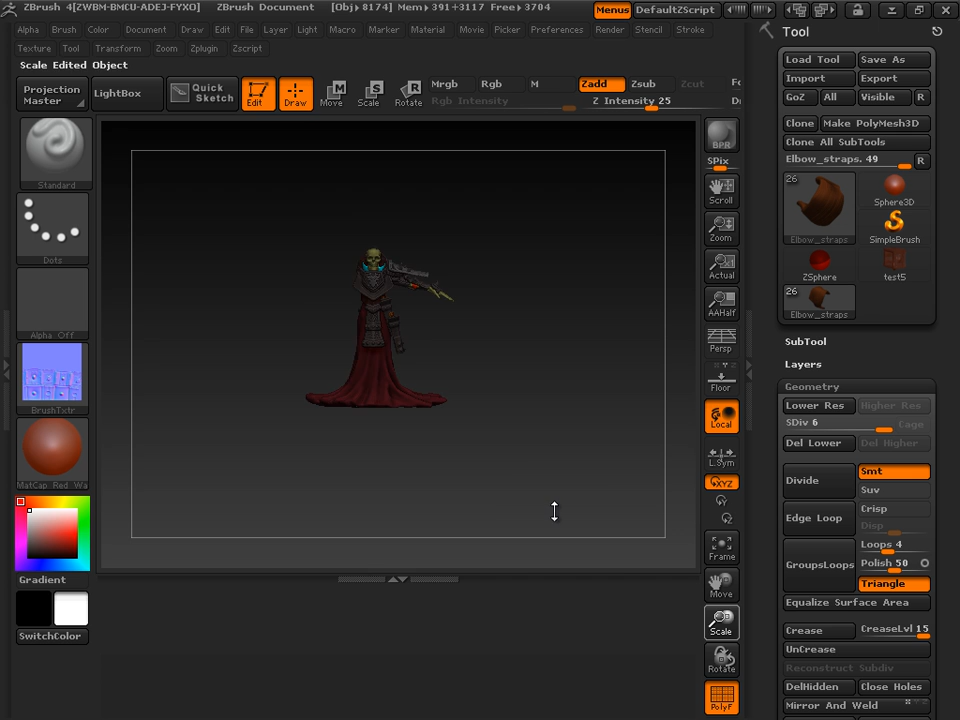 ZBrush 4[ZWBM-BMCU-ADEJ-FYXO] ZBrush Document [Obj▸8174] Mem▸391+3117 Free▸3704 Menus DefaultZScript
Alpha Brush Color Document Draw Edit File Layer Light Macro Marker Material Movie Picker Preferences Render Stencil Stroke
Texture Tool Transform Zoom Zplugin Zscript
Scale Edited Object
Projection Master
LightBox
Quick Sketch
Edit Draw Move Scale Rotate
Mrgb Rgb M Zadd Zsub Zcut
Rgb Intensity Z Intensity 25
Standard
Dots
Alpha Off
BrushTxtr
MatCap Red Wa
Gradient
SwitchColor
BPR
SPix
Scroll
Zoom
Actual
AAHalf
Persp
Floor
Local
L.Sym
XYZ
Y
Z
Frame
Move
Scale
Rotate
PolyF
Tool
Load Tool Save As
Import Export
GoZ All Visible R
Clone Make PolyMesh3D
Clone All SubTools
Elbow_straps. 49 R
26
Elbow_straps
Sphere3D
SimpleBrush
ZSphere
test5
26
Elbow_straps
SubTool
Layers
Geometry
Lower Res Higher Res
SDiv 6 Cage
Del Lower Del Higher
Divide Smt
Suv
Edge Loop Crisp
Disp
GroupsLoops Loops 4
Polish 50
Triangle
Equalize Surface Area
Crease CreaseLvl 15
UnCrease
Reconstruct Subdiv
DelHidden Close Holes
Mirror And Weld